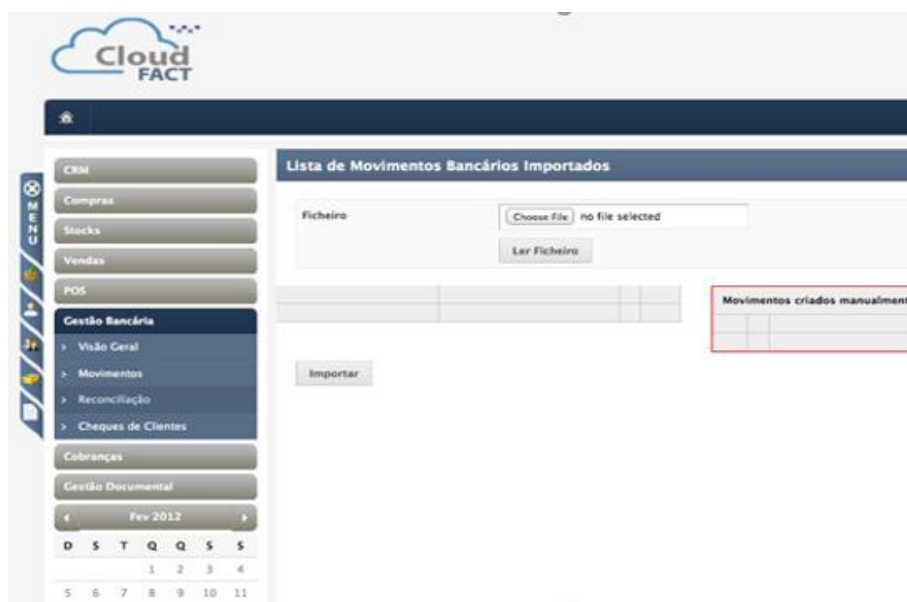 Cloud
FACT
Lista de Movimentos Bancários Importados
MENU
CRM
Compras
Stocks
Vendas
POS
Gestão Bancária
> Visão Geral
> Movimentos
> Reconciliação
> Cheques de Clientes
Cobranças
Gestão Documental
Fev 2012
D S T Q Q S S
1 2 3 4
5 6 7 8 9 10 11
Ficheiro
Choose File no file selected
Ler Ficheiro
Movimentos criados manualment
Importar